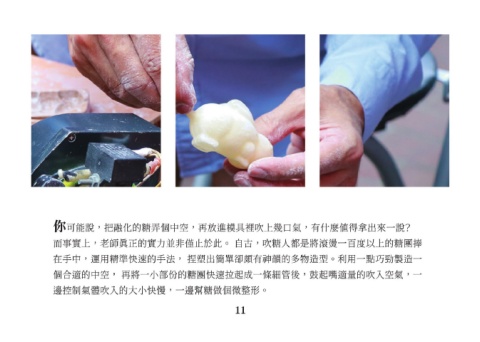 你可能說，把融化的糖弄個中空，再放進模具裡吹上幾口氣，有什麼值得拿出來一說？
而事實上，老師真正的實力並非僅止於此。自古，吹糖人都是將滾燙一百度以上的糖團捧
在手中，運用精準快速的手法，捏塑出簡單卻頗有神韻的多物造型。利用一點巧勁製造一
個合適的中空，再將一小部份的糖團快速拉起成一條細管後，鼓起嘴適量的吹入空氣，一
邊控制氣體吹入的大小快慢，一邊幫糖做個微整形。
11